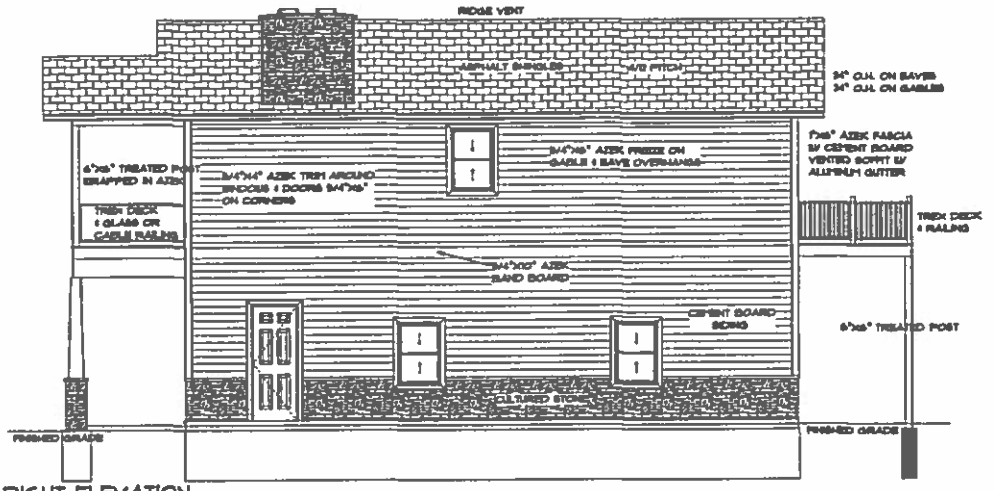 RIDGE VENT
ASPHALT SHINGLES
4/12 PITCH
24" O.H. ON EAVES
24" O.H. ON GABLES
6"X6" TREATED POST
WRAPPED IN AZEK
5/4"X4" AZEK TRIM AROUND
WINDOWS & DOORS 5/4"X6"
ON CORNERS
5/4"X6" AZEK FREEZE ON
GABLE & EAVE OVERHANGS
1"X8" AZEK FASCIA
W/ CEMENT BOARD
VENTED SOFFIT W/
ALUMINUM GUTTER
TREX DECK
& GLASS OR
CABLE RAILING
TREX DECK
& RAILING
5/4"X10" AZEK
BAND BOARD
CEMENT BOARD
SIDING
6"X6" TREATED POST
CULTURED STONE
FINISHED GRADE
FINISHED GRADE
RIGHT ELEVATION